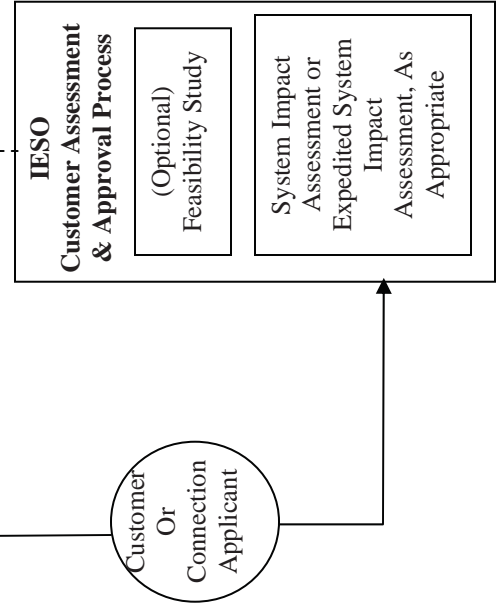 IESO
Customer Assessment
& Approval Process
(Optional)
Feasibility Study
System Impact
Assessment or
Expedited System
Impact
Assessment, As
Appropriate
Customer
Or
Connection
Applicant